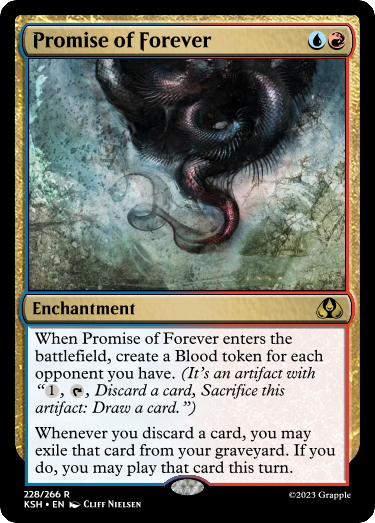 Promise of Forever
Enchantment
When Promise of Forever enters the
battlefield, create a Blood token for each
opponent you have. (It's an artifact with
“1, , Discard a card, Sacrifice this
artifact: Draw a card.”)
Whenever you discard a card, you may
exile that card from your graveyard. If you
do, you may play that card this turn.
228/266 R
KSH • EN Cliff Nielsen
©2023 Grapple